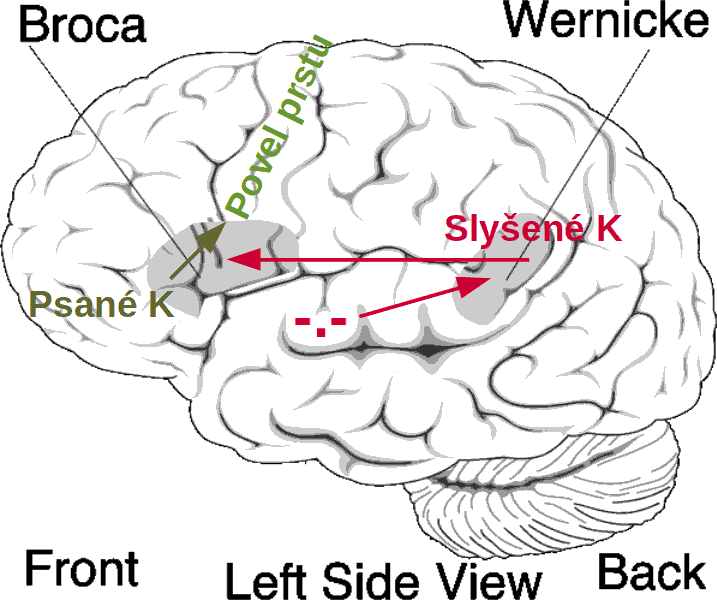 Broca
Wernicke
Povel prstu
Slyšené K
Psané K
-.-
Front
Left Side View
Back